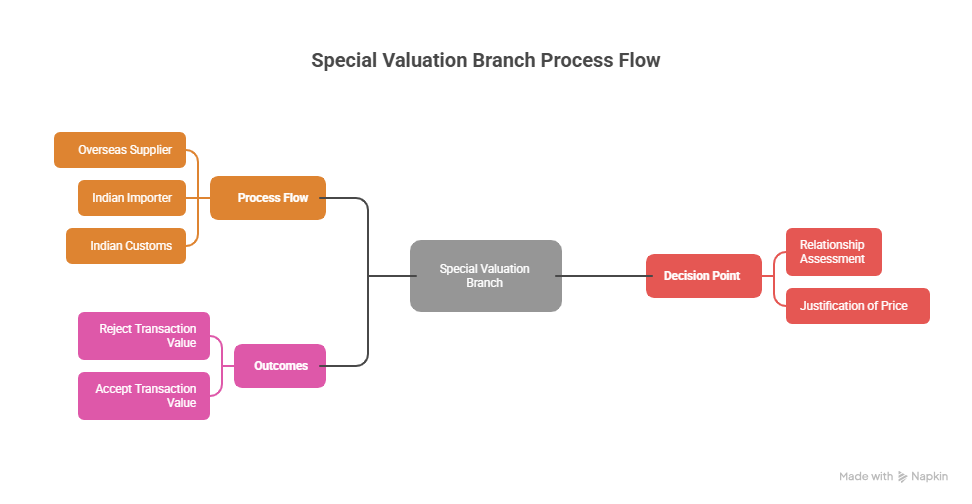 Special Valuation Branch Process Flow
Overseas Supplier
Indian Importer
Indian Customs
Process Flow
Reject Transaction
Value
Accept Transaction
Value
Outcomes
Special Valuation
Branch
Decision Point
Relationship
Assessment
Justification of Price
Made with Napkin